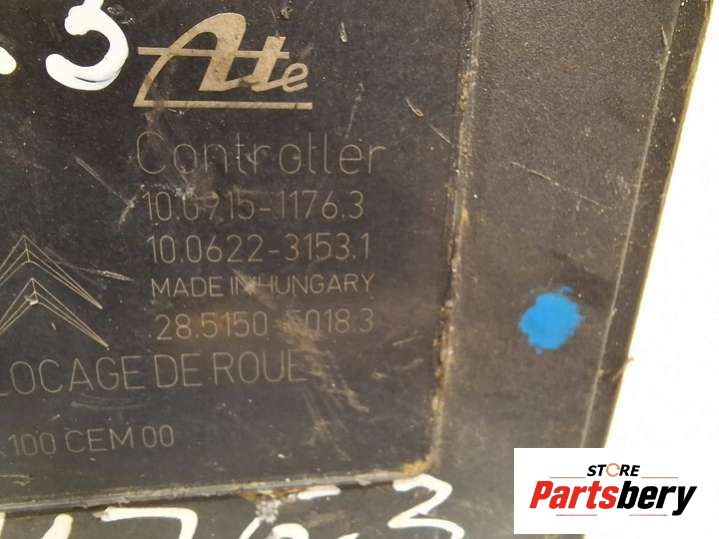 Ate
Controller
10.0915-1176.3
10.0622-3153.1
MADE IN HUNGARY
28.5150
018.3
LOCAGE DE ROUE
100 CEM 00
STORE
Partsbery